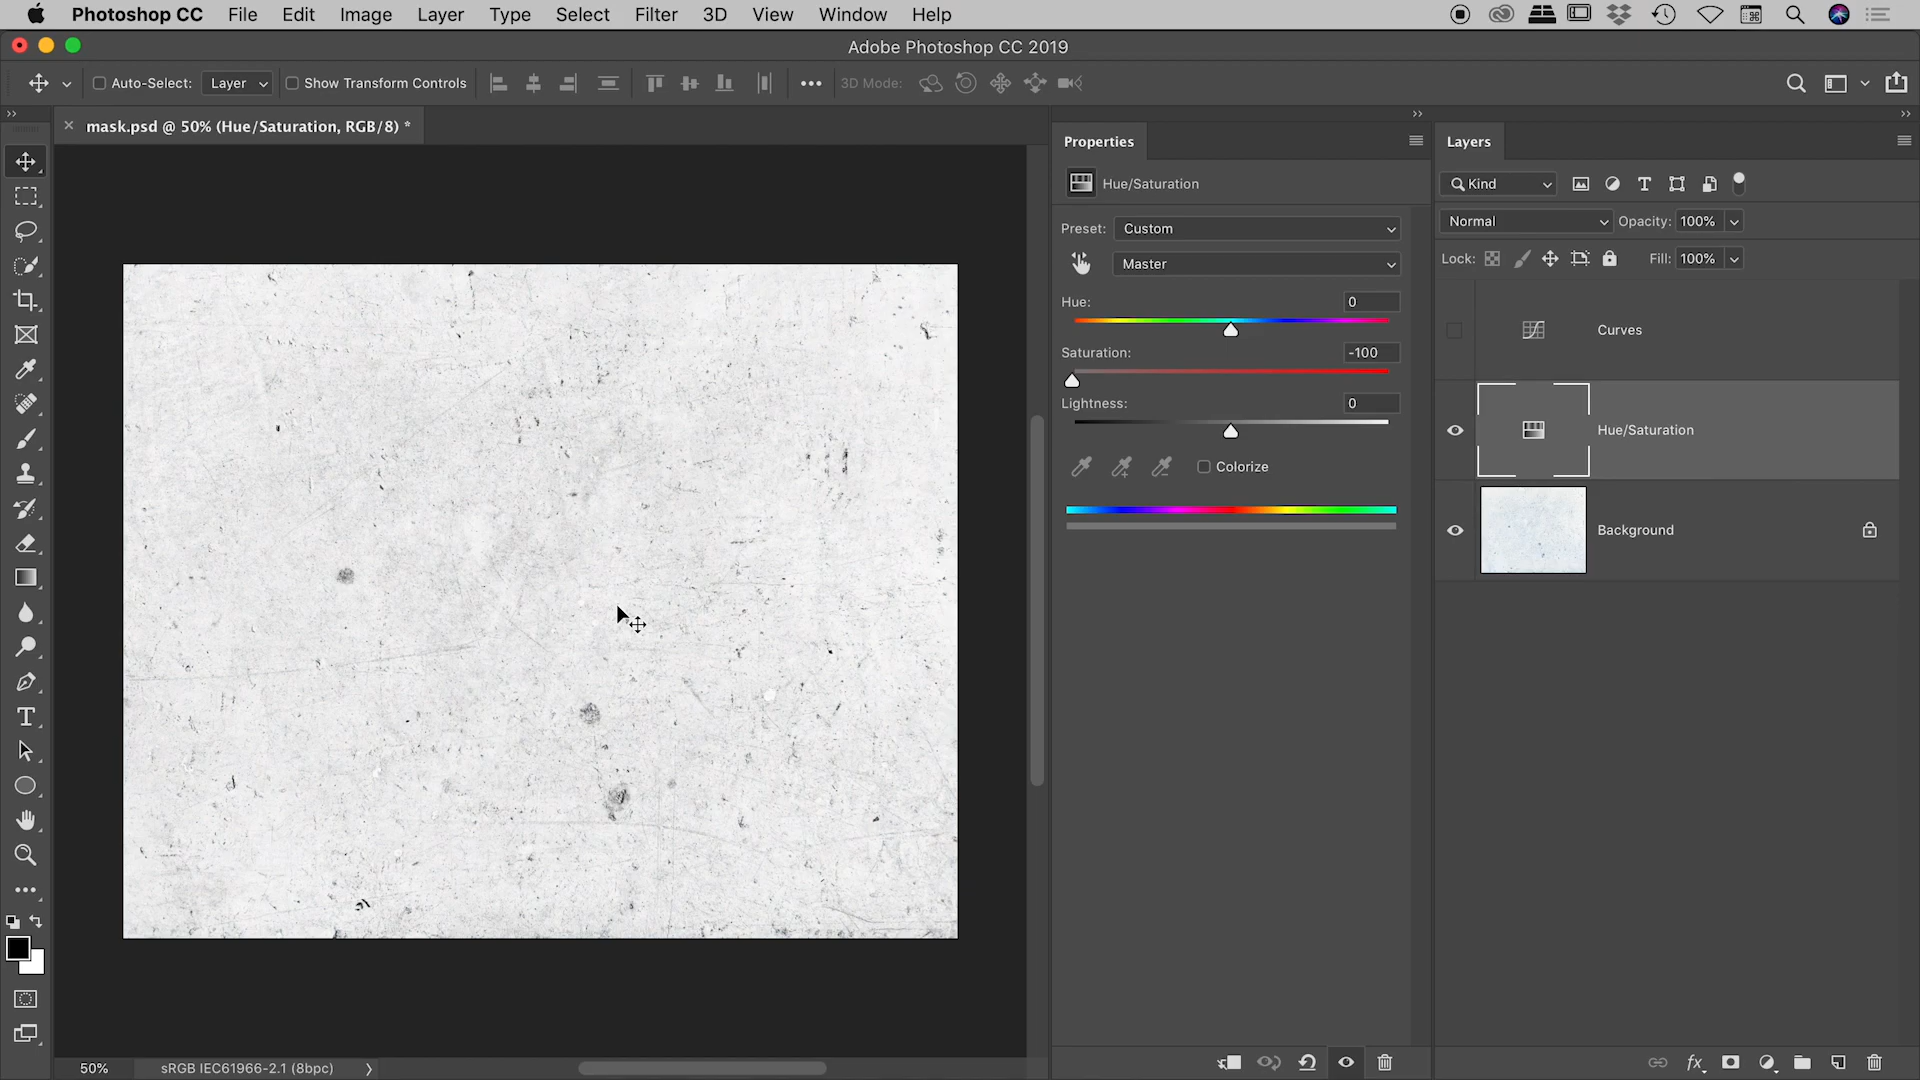 Photoshop CC File Edit Image Layer Type Select Filter 3D View Window Help
Adobe Photoshop CC 2019
Auto-Select: Layer Show Transform Controls 3D Mode:
mask.psd @ 50% (Hue/Saturation, RGB/8) *
Properties
Hue/Saturation
Preset: Custom
Master
Hue: 0
Saturation: -100
Lightness: 0
Colorize
Layers
Kind
Normal Opacity: 100%
Lock: Fill: 100%
Curves
Hue/Saturation
Background
50% sRGB IEC61966-2.1 (8bpc)